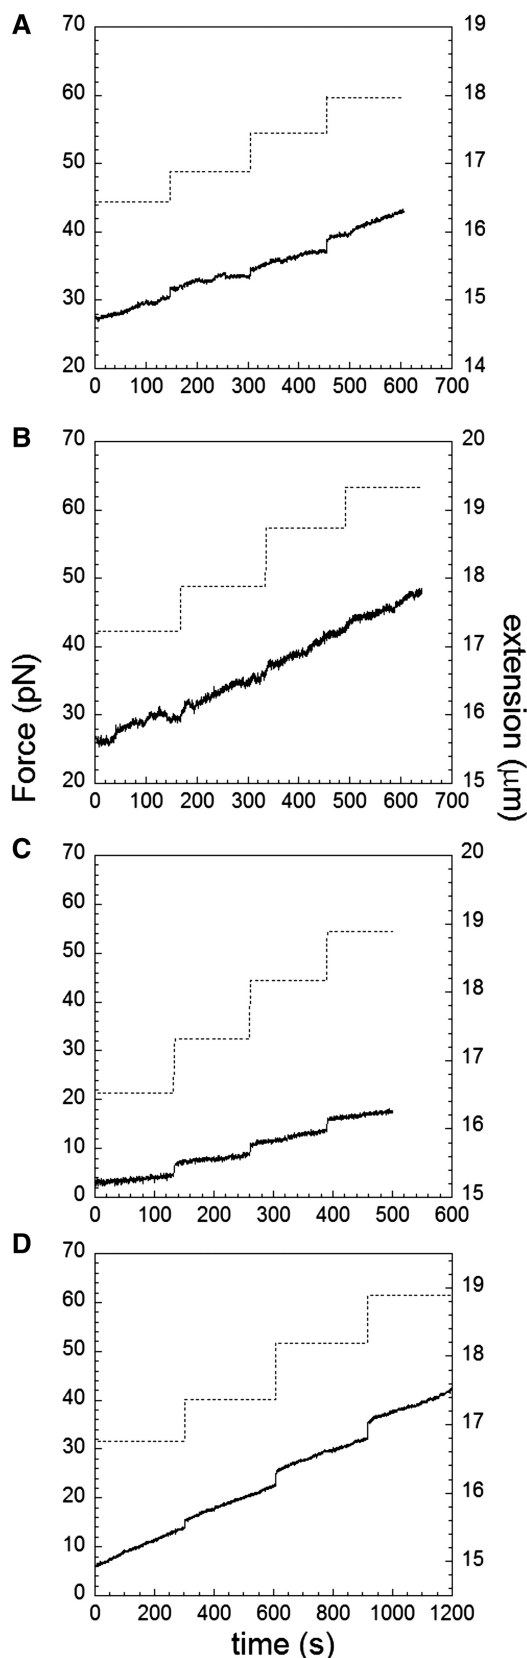 A
70 19
60 18
50 17
40 16
30 15
20 14
0 100 200 300 400 500 600 700
B
70 20
60 19
50 18
40 17
30 16
20 15
0 100 200 300 400 500 600 700
Force (pN)
extension (μm)
C
70 20
60 19
50
40 18
30 17
20 16
10
0 15
0 100 200 300 400 500 600
D
70
60 19
50 18
40 17
30
20 16
10 15
0
0 200 400 600 800 1000 1200
time (s)